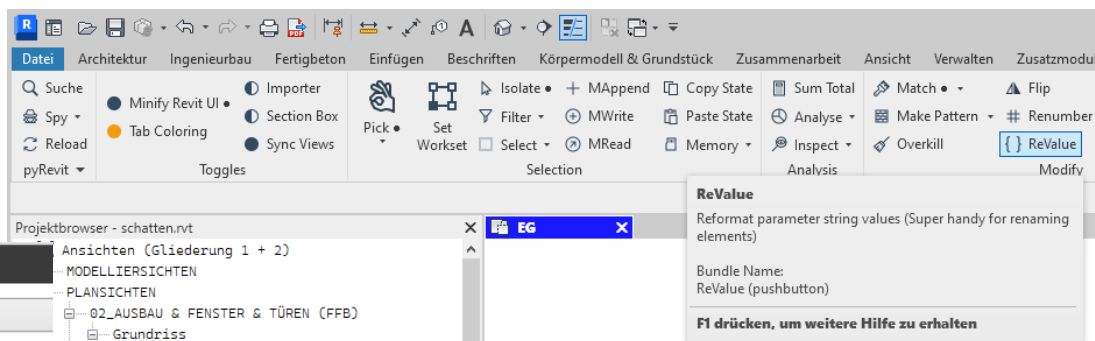 Datei Architektur Ingenieurbau Fertigbeton Einfügen Beschriften Körpermodell & Grundstück Zusammenarbeit Ansicht Verwalten Zusatzmodu
Suche Minify Revit UI Importer Isolate MAppend Copy State Sum Total Match Flip
Spy Tab Coloring Section Box Pick Set Workset Filter MWrite Paste State Analyse Make Pattern Renumber
Reload Sync Views Select MRead Memory Inspect Overkill { } ReValue
pyRevit Toggles Selection Analysis Modify
ReValue
Reformat parameter string values (Super handy for renaming
elements)
Bundle Name:
ReValue (pushbutton)
F1 drücken, um weitere Hilfe zu erhalten
Projektbrowser - schatten.rvt
EG
Ansichten (Gliederung 1 + 2)
MODELLIERSICHTEN
PLANSICHTEN
02_AUSBAU & FENSTER & TÜREN (FFB)
Grundriss